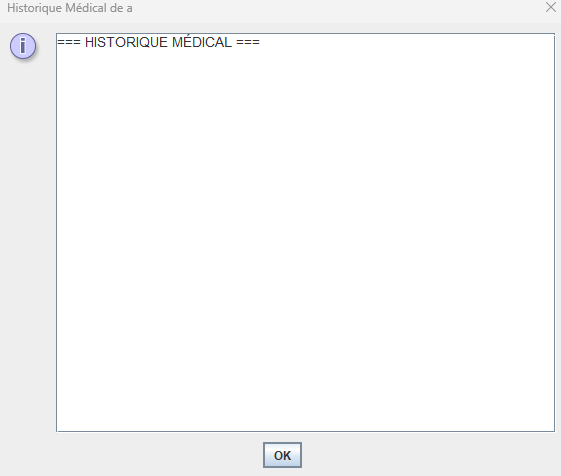 Historique Médical de a
=== HISTORIQUE MÉDICAL ===
OK